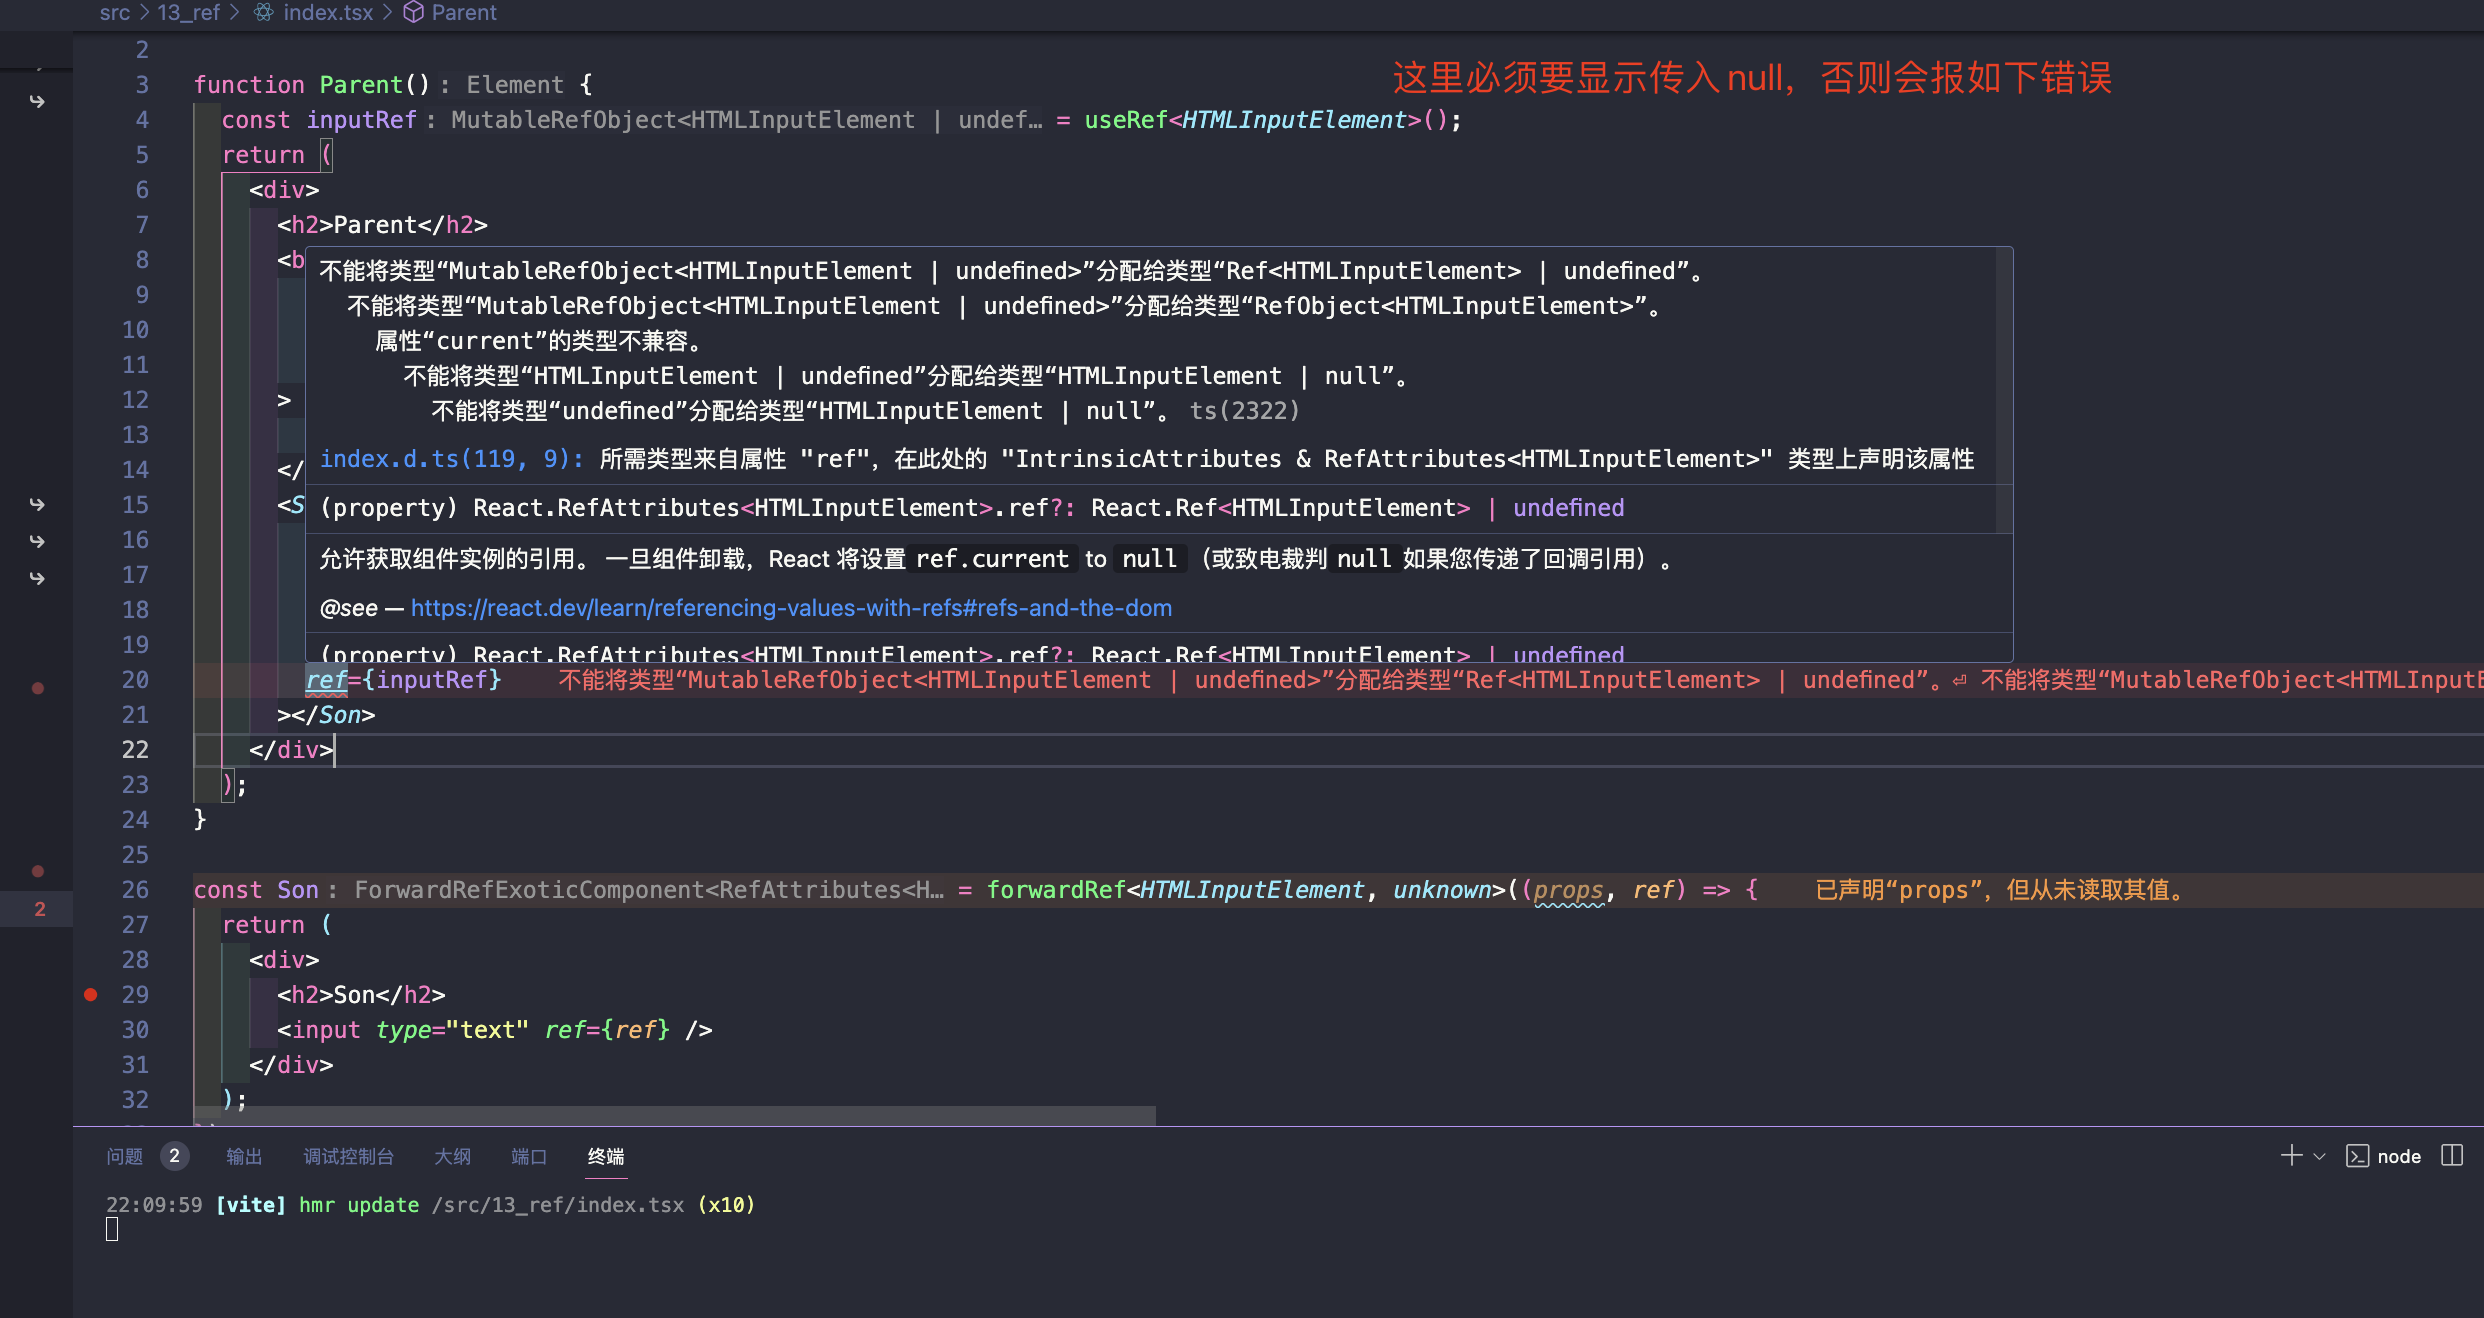 src > 13_ref > index.tsx > Parent
这里必须要显示传入null，否则会报如下错误
2
3 function Parent(): Element {
4 const inputRef: MutableRefObject<HTMLInputElement | undef… = useRef<HTMLInputElement>();
5 return (
6 <div>
7 <h2>Parent</h2>
8 <b
不能将类型“MutableRefObject<HTMLInputElement | undefined>”分配给类型“Ref<HTMLInputElement> | undefined”。
9
不能将类型“MutableRefObject<HTMLInputElement | undefined>”分配给类型“RefObject<HTMLInputElement>”。
10
属性“current”的类型不兼容。
11
不能将类型“HTMLInputElement | undefined”分配给类型“HTMLInputElement | null”。
12 >
不能将类型“undefined”分配给类型“HTMLInputElement | null”。 ts(2322)
13
14 </
index.d.ts(119, 9): 所需类型来自属性 "ref"，在此处的 "IntrinsicAttributes & RefAttributes<HTMLInputElement>" 类型上声明该属性
15 <S
(property) React.RefAttributes<HTMLInputElement>.ref?: React.Ref<HTMLInputElement> | undefined
16
允许获取组件实例的引用。 一旦组件卸载，React 将设置 ref.current to null （或致电裁判 null 如果您传递了回调引用）。
17
18
@see — https://react.dev/learn/referencing-values-with-refs#refs-and-the-dom
19
(property) React.RefAttributes<HTMLInputElement>.ref?: React.Ref<HTMLInputElement> | undefined
20 ref={inputRef} 不能将类型“MutableRefObject<HTMLInputElement | undefined>”分配给类型“Ref<HTMLInputElement> | undefined”。⏎ 不能将类型“MutableRefObject<HTMLInputE
21 ></Son>
22 </div>
23 );
24 }
25
26 const Son: ForwardRefExoticComponent<RefAttributes<H… = forwardRef<HTMLInputElement, unknown>((props, ref) => { 已声明“props”，但从未读取其值。
2
27 return (
28 <div>
29 <h2>Son</h2>
30 <input type="text" ref={ref} />
31 </div>
32 );
问题 2 输出 调试控制台 大纲 端口 终端 node
22:09:59 [vite] hmr update /src/13_ref/index.tsx (x10)